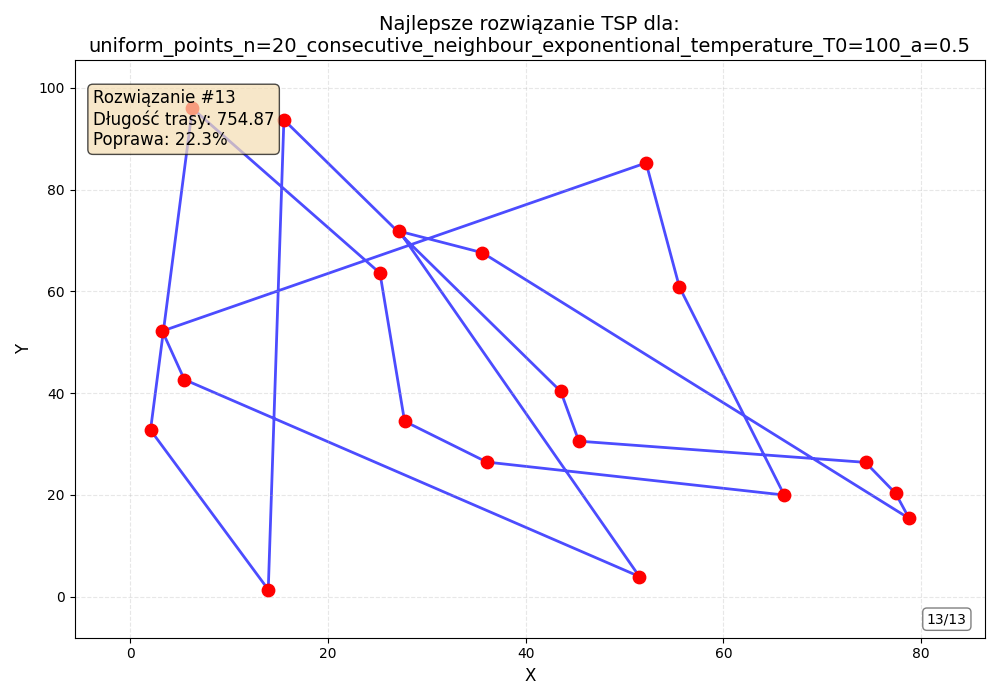 Najlepsze rozwiązanie TSP dla:
uniform_points_n=20_consecutive_neighbour_exponential_temperature_T0=100_a=0.5
Rozwiązanie #13
Długość trasy: 754.87
Poprawa: 22.3%
100
80
60
40
20
0
Y
13/13
0 20 40 60 80
X